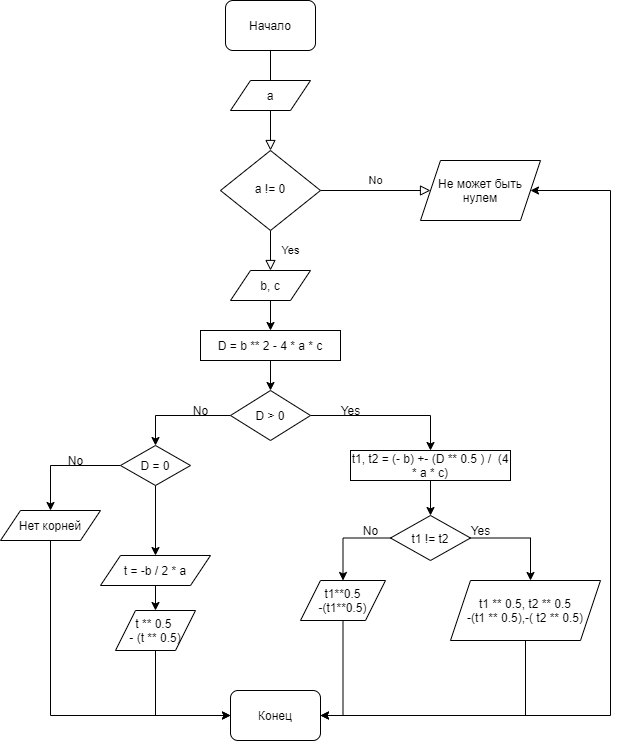 Начало
a
a != 0
No
Не может быть
нулем
Yes
b, c
D = b ** 2 - 4 * a * c
D > 0
No
Yes
D = 0
No
t1, t2 = (- b) +- (D ** 0.5 ) /  (4
* a * c)
Нет корней
t1 != t2
No
Yes
t = -b / 2 * a
t1**0.5
-(t1**0.5)
t1 ** 0.5, t2 ** 0.5
-(t1 ** 0.5),-( t2 ** 0.5)
t ** 0.5
- (t ** 0.5)
Конец